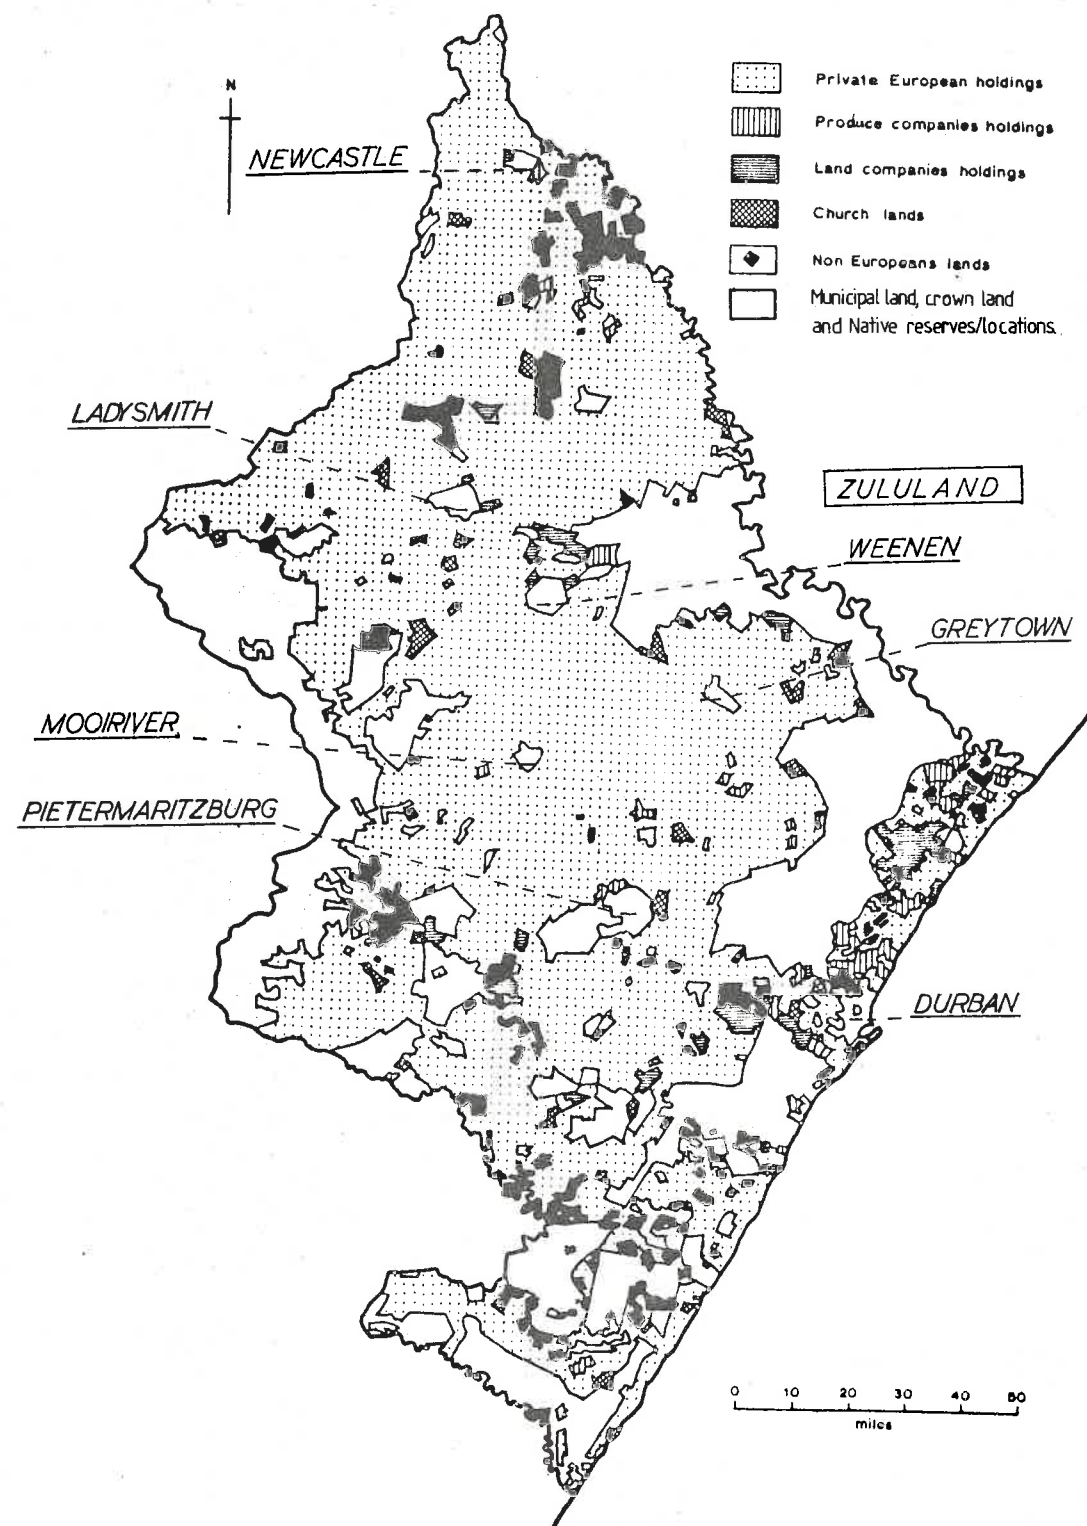 N
Private European holdings
Produce companies holdings
Land companies holdings
Church lands
Non Europeans lands
Municipal land, crown land
and Native reserves/locations.
NEWCASTLE
LADYSMITH
ZULULAND
WEENEN
GREYTOWN
MOOIRIVER
PIETERMARITZBURG
DURBAN
0 10 20 30 40 50
miles